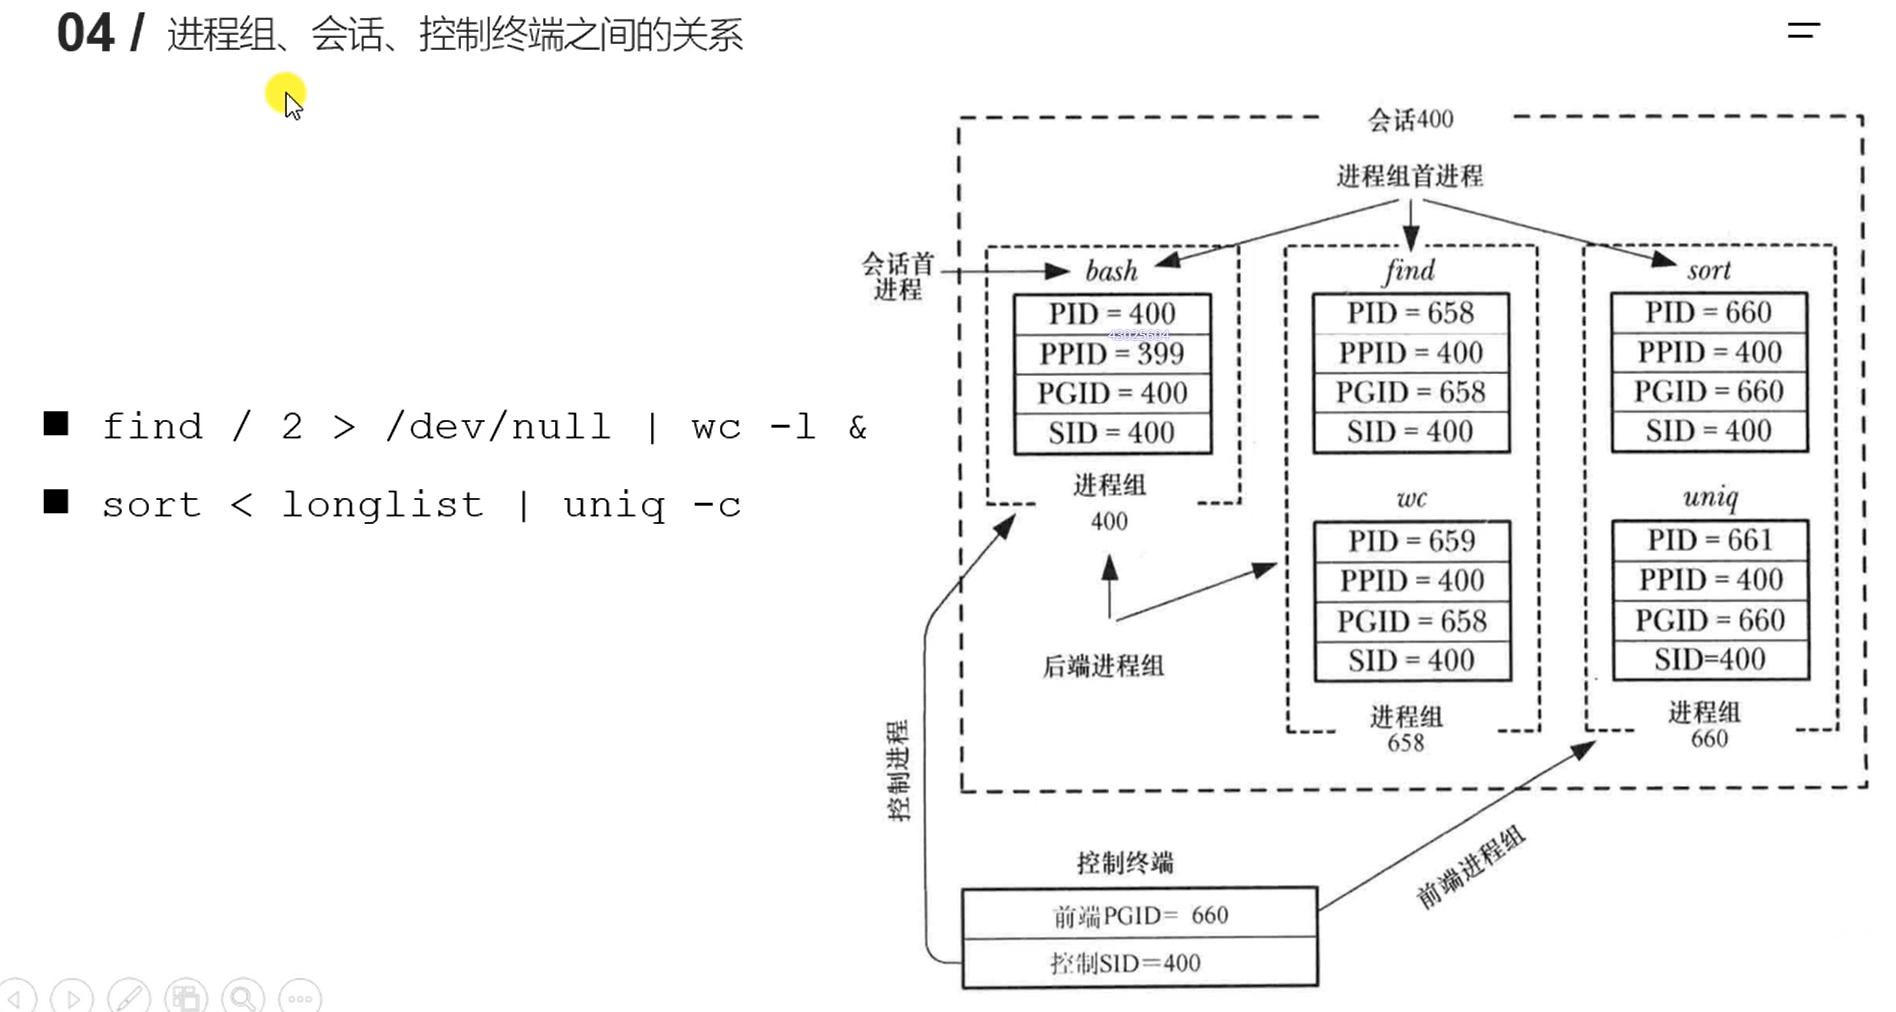 04 / 进程组、会话、控制终端之间的关系
find / 2 > /dev/null | wc -l &
sort < longlist | uniq -c
会话400
进程组首进程
会话首
进程
bash
PID = 400
43025604
PPID = 399
PGID = 400
SID = 400
进程组
400
find
PID = 658
PPID = 400
PGID = 658
SID = 400
wc
PID = 659
PPID = 400
PGID = 658
SID = 400
进程组
658
sort
PID = 660
PPID = 400
PGID = 660
SID = 400
uniq
PID = 661
PPID = 400
PGID = 660
SID=400
进程组
660
后端进程组
控制进程
前端进程组
控制终端
前端PGID= 660
控制SID=400